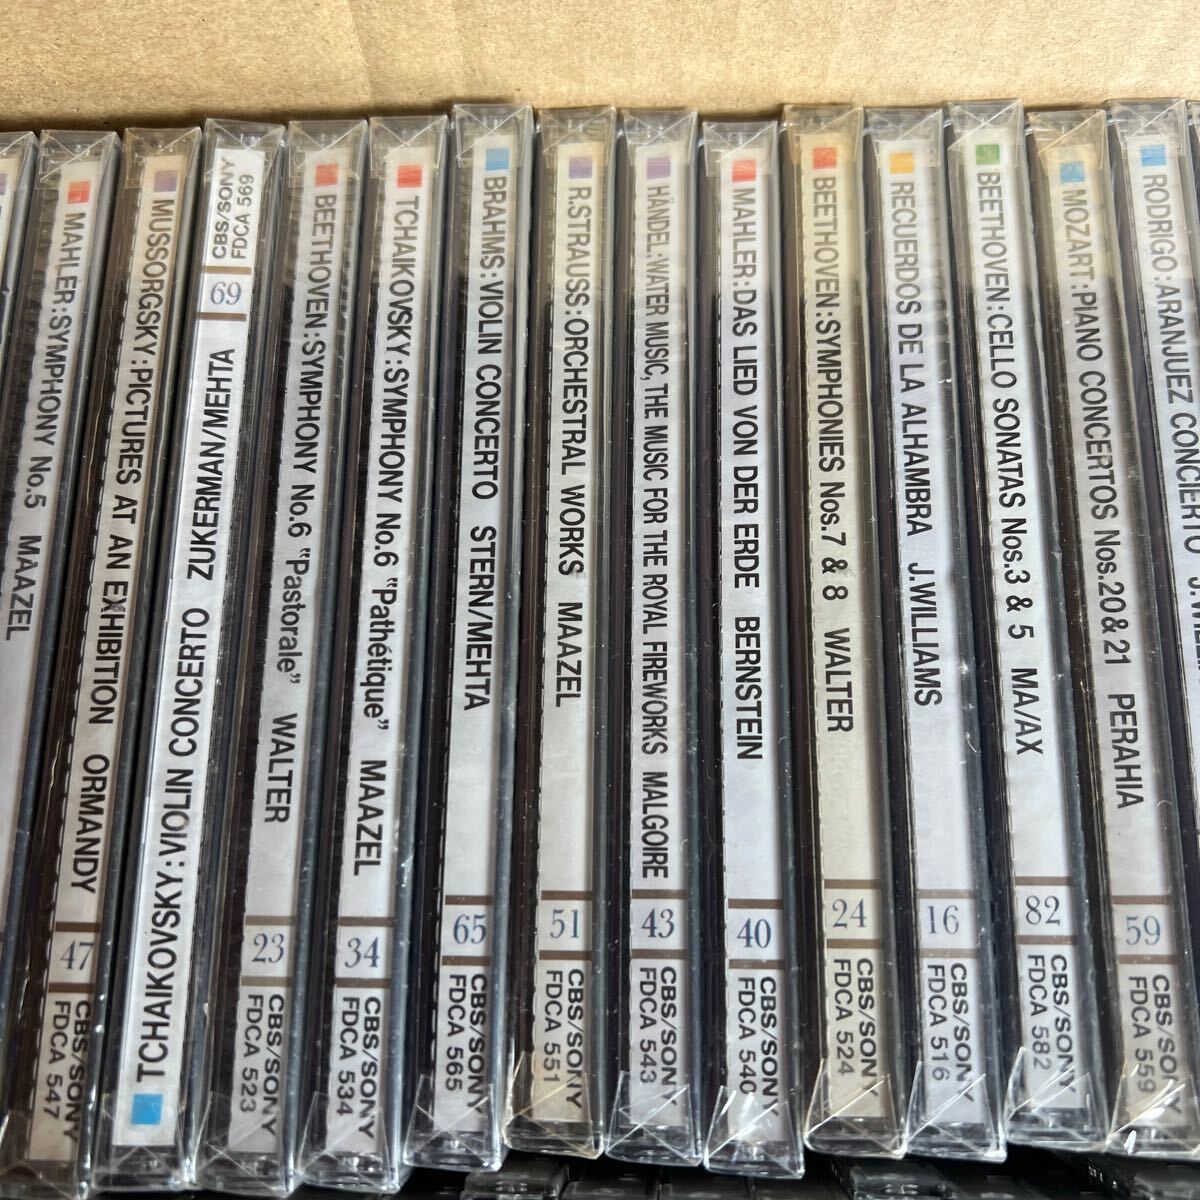 MAHLER:SYMPHONY No.5 MAAZEL
MUSSORGSKY:PICTURES AT AN EXHIBITION ORMANDY
47
CBS/SONY
FDCA 547
CBS/SONY
FDCA 569
69
TCHAIKOVSKY:VIOLIN CONCERTO ZUKERMAN/MEHTA
BEETHOVEN:SYMPHONY No.6 "Pastorale" WALTER
23
CBS/SONY
FDCA 523
TCHAIKOVSKY:SYMPHONY No.6 "Pathétique" MAAZEL
34
CBS/SONY
FDCA 534
BRAHMS:VIOLIN CONCERTO STERN/MEHTA
65
CBS/SONY
FDCA 565
R.STRAUSS:ORCHESTRAL WORKS MAAZEL
51
CBS/SONY
FDCA 551
HÄNDEL:WATER MUSIC, THE MUSIC FOR THE ROYAL FIREWORKS MALGOIRE
43
CBS/SONY
FDCA 543
MAHLER:DAS LIED VON DER ERDE BERNSTEIN
40
CBS/SONY
FDCA 540
BEETHOVEN:SYMPHONIES Nos.7 & 8 WALTER
24
CBS/SONY
FDCA 524
RECUERDOS DE LA ALHAMBRA J.WILLIAMS
16
CBS/SONY
FDCA 516
BEETHOVEN:CELLO SONATAS Nos.3 & 5 MA/AX
82
CBS/SONY
FDCA 582
MOZART:PIANO CONCERTOS Nos.20&21 PERAHIA
59
CBS/SONY
FDCA 559
RODRIGO:ARANJUEZ CONCIERTO